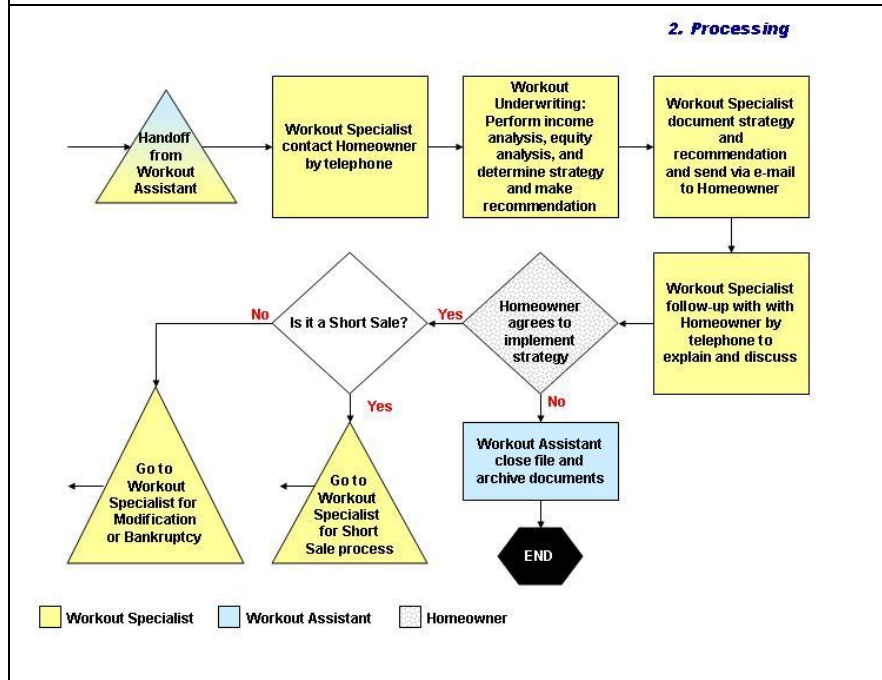 2. Processing
Handoff
from
Workout
Assistant
Workout Specialist
contact Homeowner
by telephone
Workout
Underwriting:
Perform income
analysis, equity
analysis, and
determine strategy
and make
recommendation
Workout Specialist
document strategy
and
recommendation
and send via e-mail
to Homeowner
Workout Specialist
follow-up with with
Homeowner by
telephone to
explain and discuss
Homeowner
agrees to
implement
strategy
Yes
Is it a Short Sale?
No
Yes
No
Go to
Workout
Specialist for
Modification
or Bankruptcy
Go to
Workout
Specialist
for Short
Sale process
Workout Assistant
close file and
archive documents
END
Workout Specialist
Workout Assistant
Homeowner